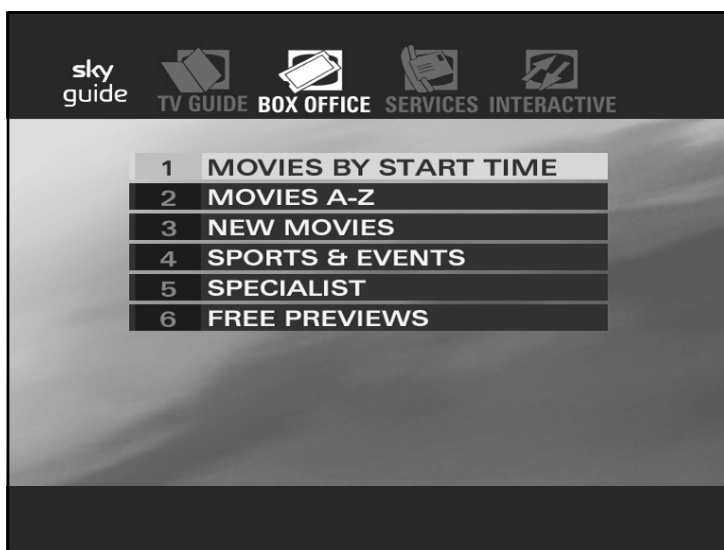 sky
guide
TV GUIDE BOX OFFICE SERVICES INTERACTIVE
1 MOVIES BY START TIME
2 MOVIES A-Z
3 NEW MOVIES
4 SPORTS & EVENTS
5 SPECIALIST
6 FREE PREVIEWS